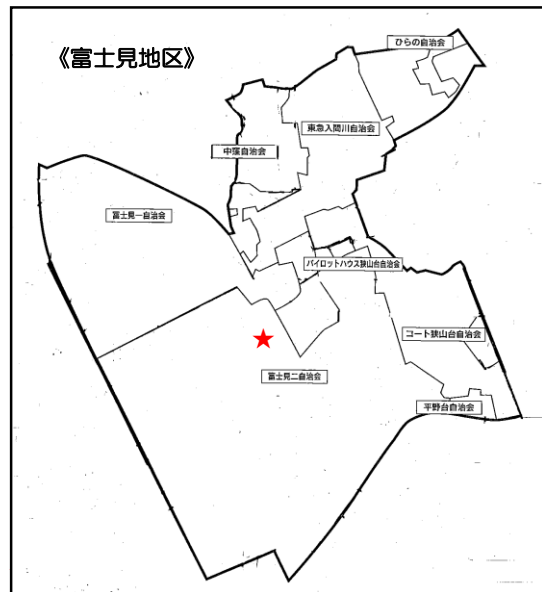 《富士見地区》
ひらの自治会
東急入間川自治会
中窪自治会
富士見一自治会
パイロットハウス狭山台自治会
コート狭山台自治会
富士見二自治会
平野台自治会